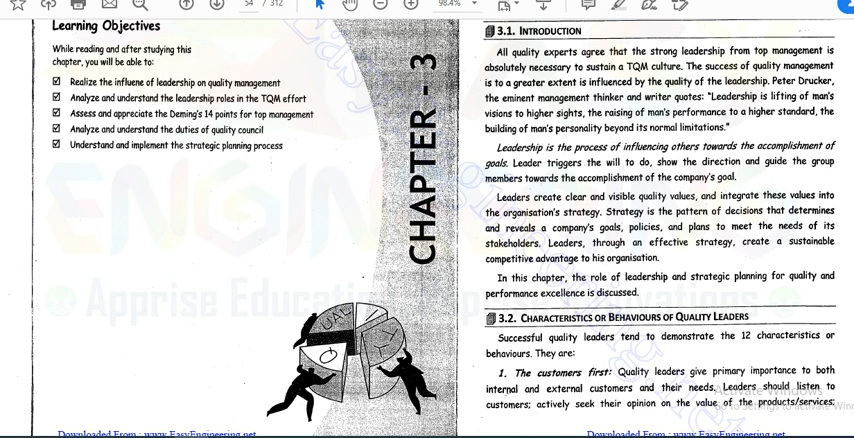 54 / 312
98.4%
Learning Objectives
While reading and after studying this
chapter, you will be able to:
Realize the influene of leadership on quality management
Analyze and understand the leadership roles in the TQM effort
Assess and appreciate the Deming's 14 points for top management
Analyze and understand the duties of quality council
Understand and implement the strategic planning process
CHAPTER - 3
UAL
Q
Downloaded From : www.EasyEngineering.net
3.1. INTRODUCTION
All quality experts agree that the strong leadership from top management is
absolutely necessary to sustain a TQM culture. The success of quality management
is to a greater extent is influenced by the quality of the leadership. Peter Drucker,
the eminent management thinker and writer quotes: "Leadership is lifting of man's
visions to higher sights, the raising of man's performance to a higher standard, the
building of man's personality beyond its normal limitations."
Leadership is the process of influencing others towards the accomplishment of
goals. Leader triggers the will to do, show the direction and guide the group
members towards the accomplishment of the company's goal.
Leaders create clear and visible quality values, and integrate these values into
the organisation's strategy. Strategy is the pattern of decisions that determines
and reveals a company's goals, policies, and plans to meet the needs of its
stakeholders. Leaders, through an effective strategy, create a sustainable
competitive advantage to his organisation.
In this chapter, the role of leadership and strategic planning for quality and
performance excellence is discussed.
3.2. CHARACTERISTICS OR BEHAVIOURS OF QUALITY LEADERS
Successful quality leaders tend to demonstrate the 12 characteristics or
behaviours. They are:
1. The customers first: Quality leaders give primary importance to both
internal and external customers and their needs. Leaders should listen to
customers; actively seek their opinion on the value of the products/services;
Activate Windows
Go to Settings to activate Wind
Downloaded From : www.EasyEngineering.net
Apprise Education